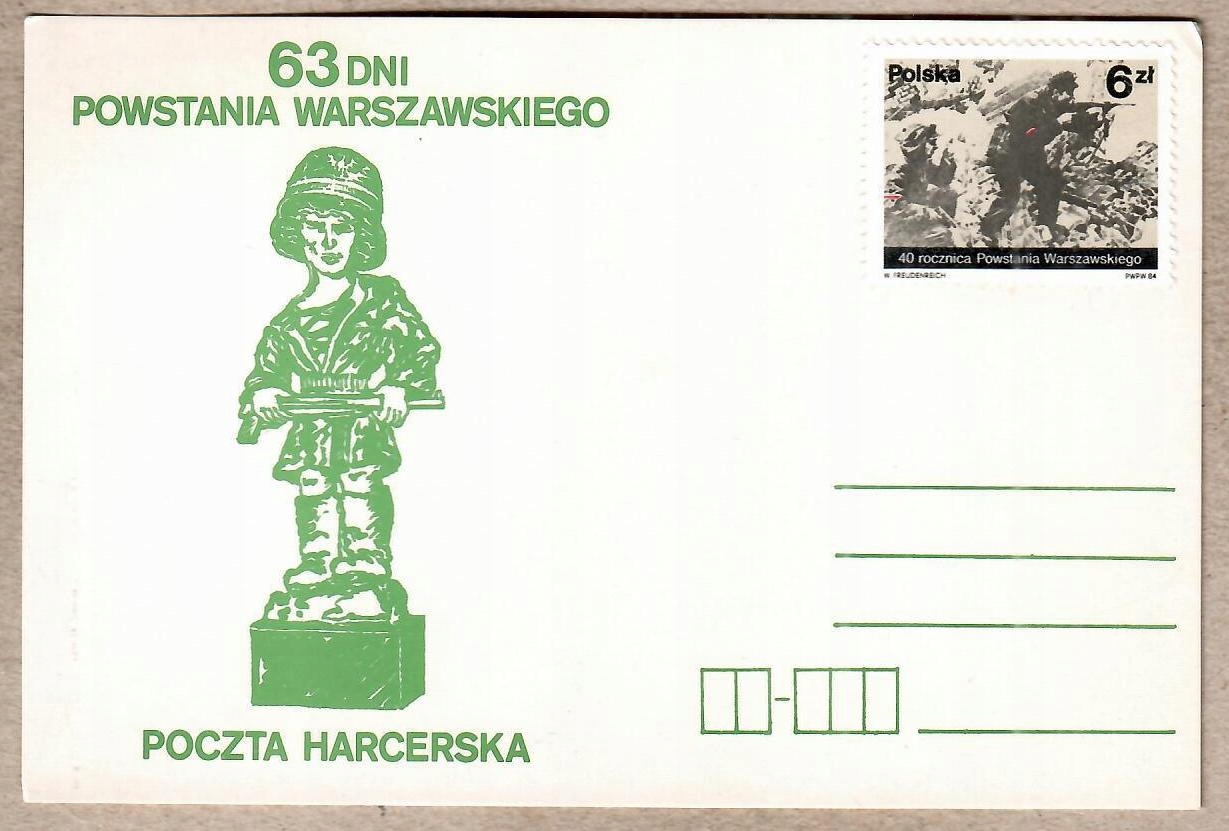 63 DNI
POWSTANIA WARSZAWSKIEGO
Polska 6 zł
40 rocznica Powstania Warszawskiego
W. FREUDENREICH PWPW 84
POCZTA HARCERSKA